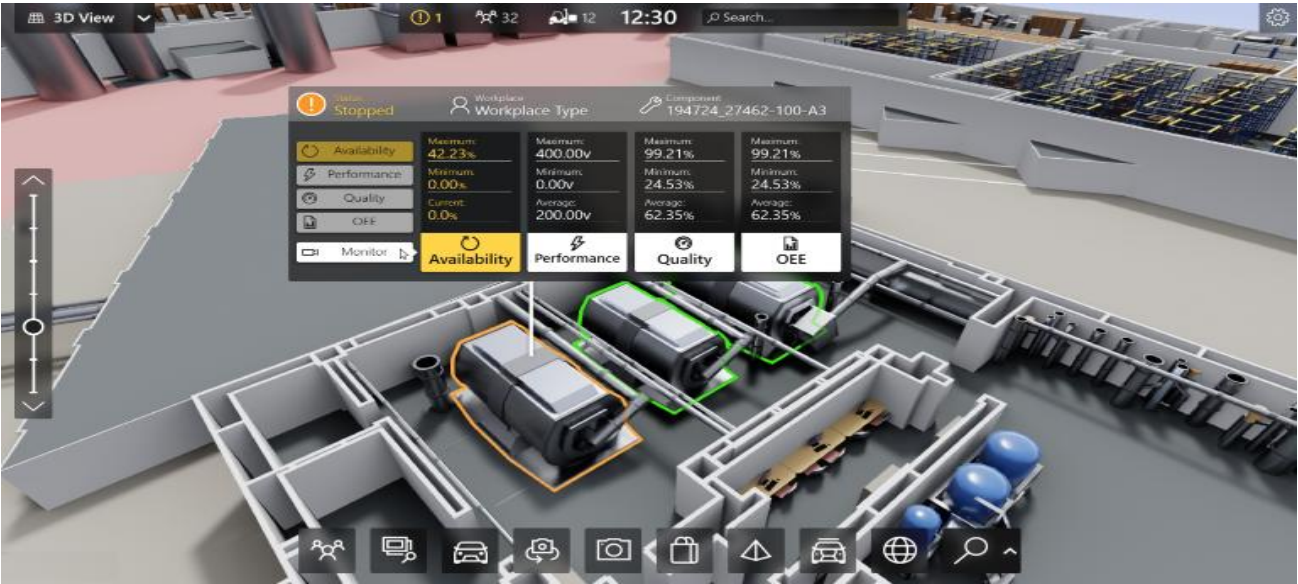 3D View
1
32
12
12:30
Search...
Status
Stopped
Workplace
Workplace Type
Component
194724_27462-100-A3
Availability
Performance
Quality
OEE
Monitor
Maximum:
42.23%
Minimum:
0.00%
Current:
0.0%
Availability
Maximum:
400.00v
Minimum:
0.00v
Average:
200.00v
Performance
Maximum:
99.21%
Minimum:
24.53%
Average:
62.35%
Quality
Maximum:
99.21%
Minimum:
24.53%
Average:
62.35%
OEE